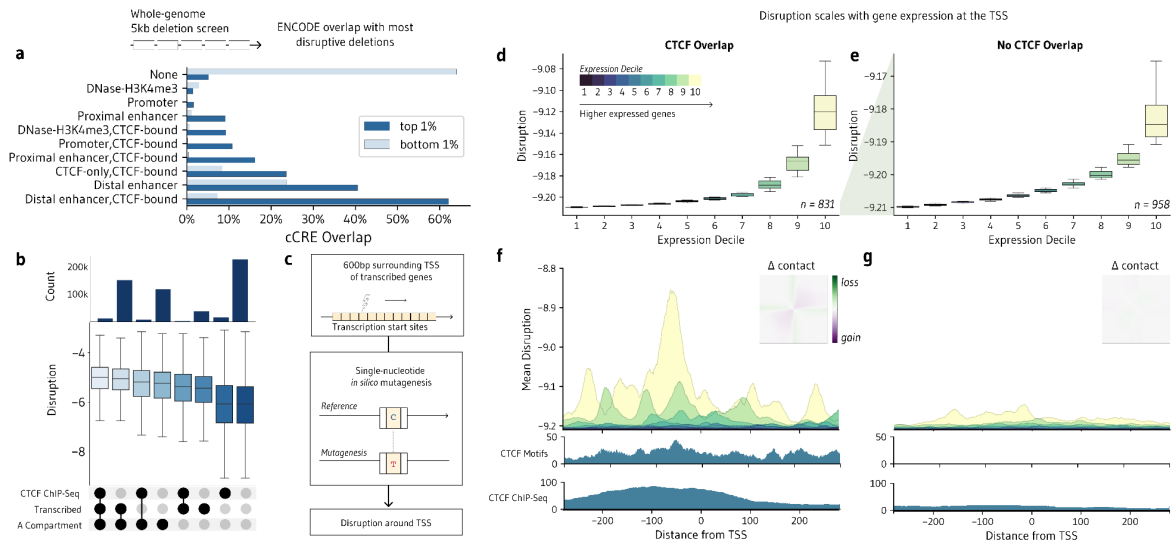 Whole-genome
5kb deletion screen
ENCODE overlap with most
disruptive deletions
a
None
DNase-H3K4me3
Promoter
Proximal enhancer
DNase-H3K4me3,CTCF-bound
Promoter,CTCF-bound
Proximal enhancer,CTCF-bound
CTCF-only,CTCF-bound
Distal enhancer
Distal enhancer,CTCF-bound
top 1%
bottom 1%
0% 10% 20% 30% 40% 50% 60%
cCRE Overlap
b
Count
200k
100k
Disruption
−4
−6
−8
CTCF ChIP-Seq
Transcribed
A Compartment
c
600bp surrounding TSS
of transcribed genes
Transcription start sites
Single-nucleotide
in silico mutagenesis
Reference
C
Mutagenesis
T
Disruption around TSS
Disruption scales with gene expression at the TSS
d
CTCF Overlap
Disruption
−9.08
−9.10
−9.12
−9.14
−9.16
−9.18
−9.20
Expression Decile
1 2 3 4 5 6 7 8 9 10
Higher expressed genes
n = 831
1 2 3 4 5 6 7 8 9 10
Expression Decile
e
No CTCF Overlap
Disruption
−9.17
−9.18
−9.19
−9.20
−9.21
n = 958
1 2 3 4 5 6 7 8 9 10
Expression Decile
f
Mean Disruption
−8.8
−8.9
−9.0
−9.1
−9.2
Δ contact
loss
gain
CTCF Motifs
50
0
CTCF ChIP-Seq
100
0
−200 −100 0 100 200
Distance from TSS
g
Δ contact
50
0
100
0
−200 −100 0 100 200
Distance from TSS